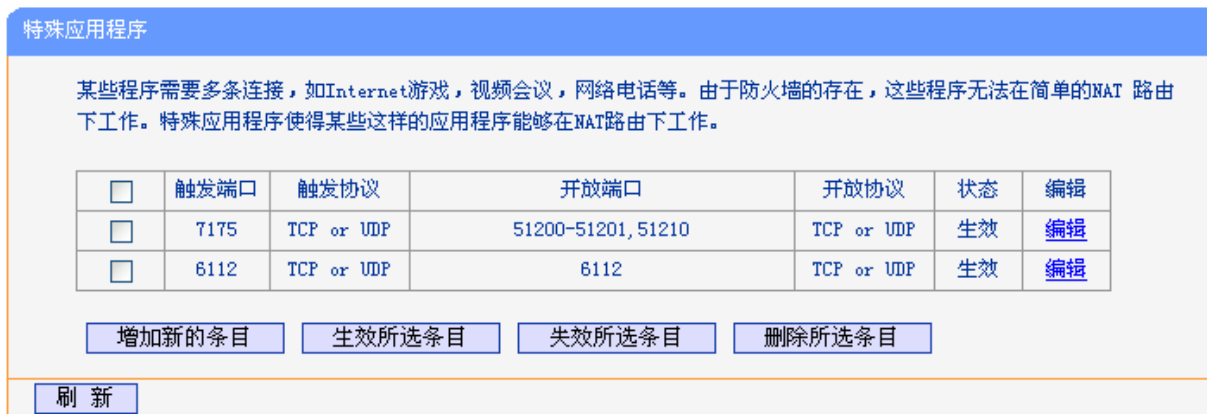 特殊应用程序
某些程序需要多条连接，如Internet游戏，视频会议，网络电话等。由于防火墙的存在，这些程序无法在简单的NAT 路由
下工作。特殊应用程序使得某些这样的应用程序能够在NAT路由下工作。
触发端口 触发协议 开放端口 开放协议 状态 编辑
7175 TCP or UDP 51200-51201,51210 TCP or UDP 生效 编辑
6112 TCP or UDP 6112 TCP or UDP 生效 编辑
增加新的条目 生效所选条目 失效所选条目 删除所选条目
刷 新